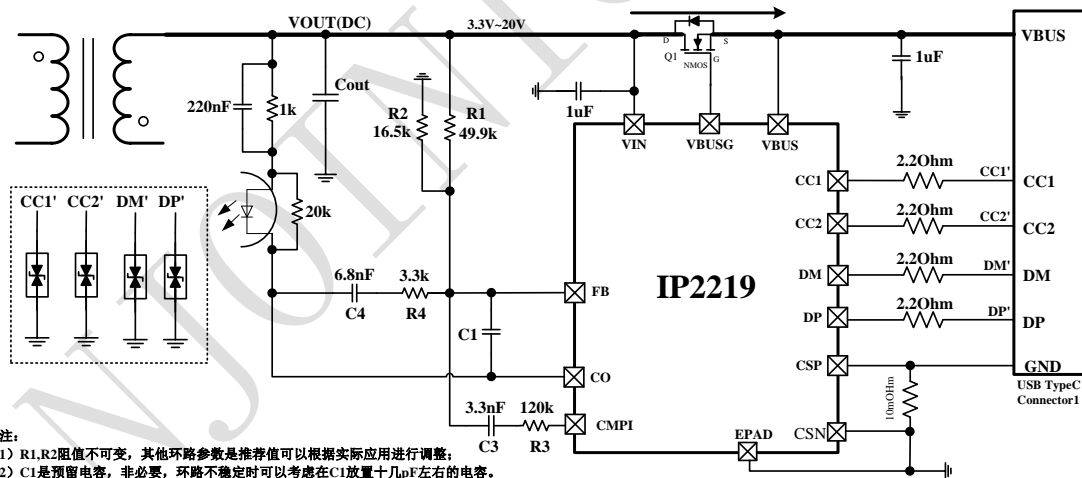 VOUT(DC)
3.3V~20V
D
S
Q1
G
NMOS
VBUS
220nF
1k
Cout
R2
16.5k
R1
49.9k
1uF
1uF
VIN
VBUSG
VBUS
20k
CC1'
CC2'
DM'
DP'
CC1
2.2Ohm
CC1'
CC1
CC2
2.2Ohm
CC2'
CC2
IP2219
DM
2.2Ohm
DM'
DM
DP
2.2Ohm
DP'
DP
6.8nF
3.3k
C4
R4
FB
C1
CSP
GND
USB TypeC
Connector1
CO
10mOHm
3.3nF
120k
C3
R3
CMPI
EPAD
CSN
注:
1）R1,R2阻值不可变，其他环路参数是推荐值可以根据实际应用进行调整；
2）C1是预留电容，非必要，环路不稳定时可以考虑在C1放置十几pF左右的电容。
NJOINIC